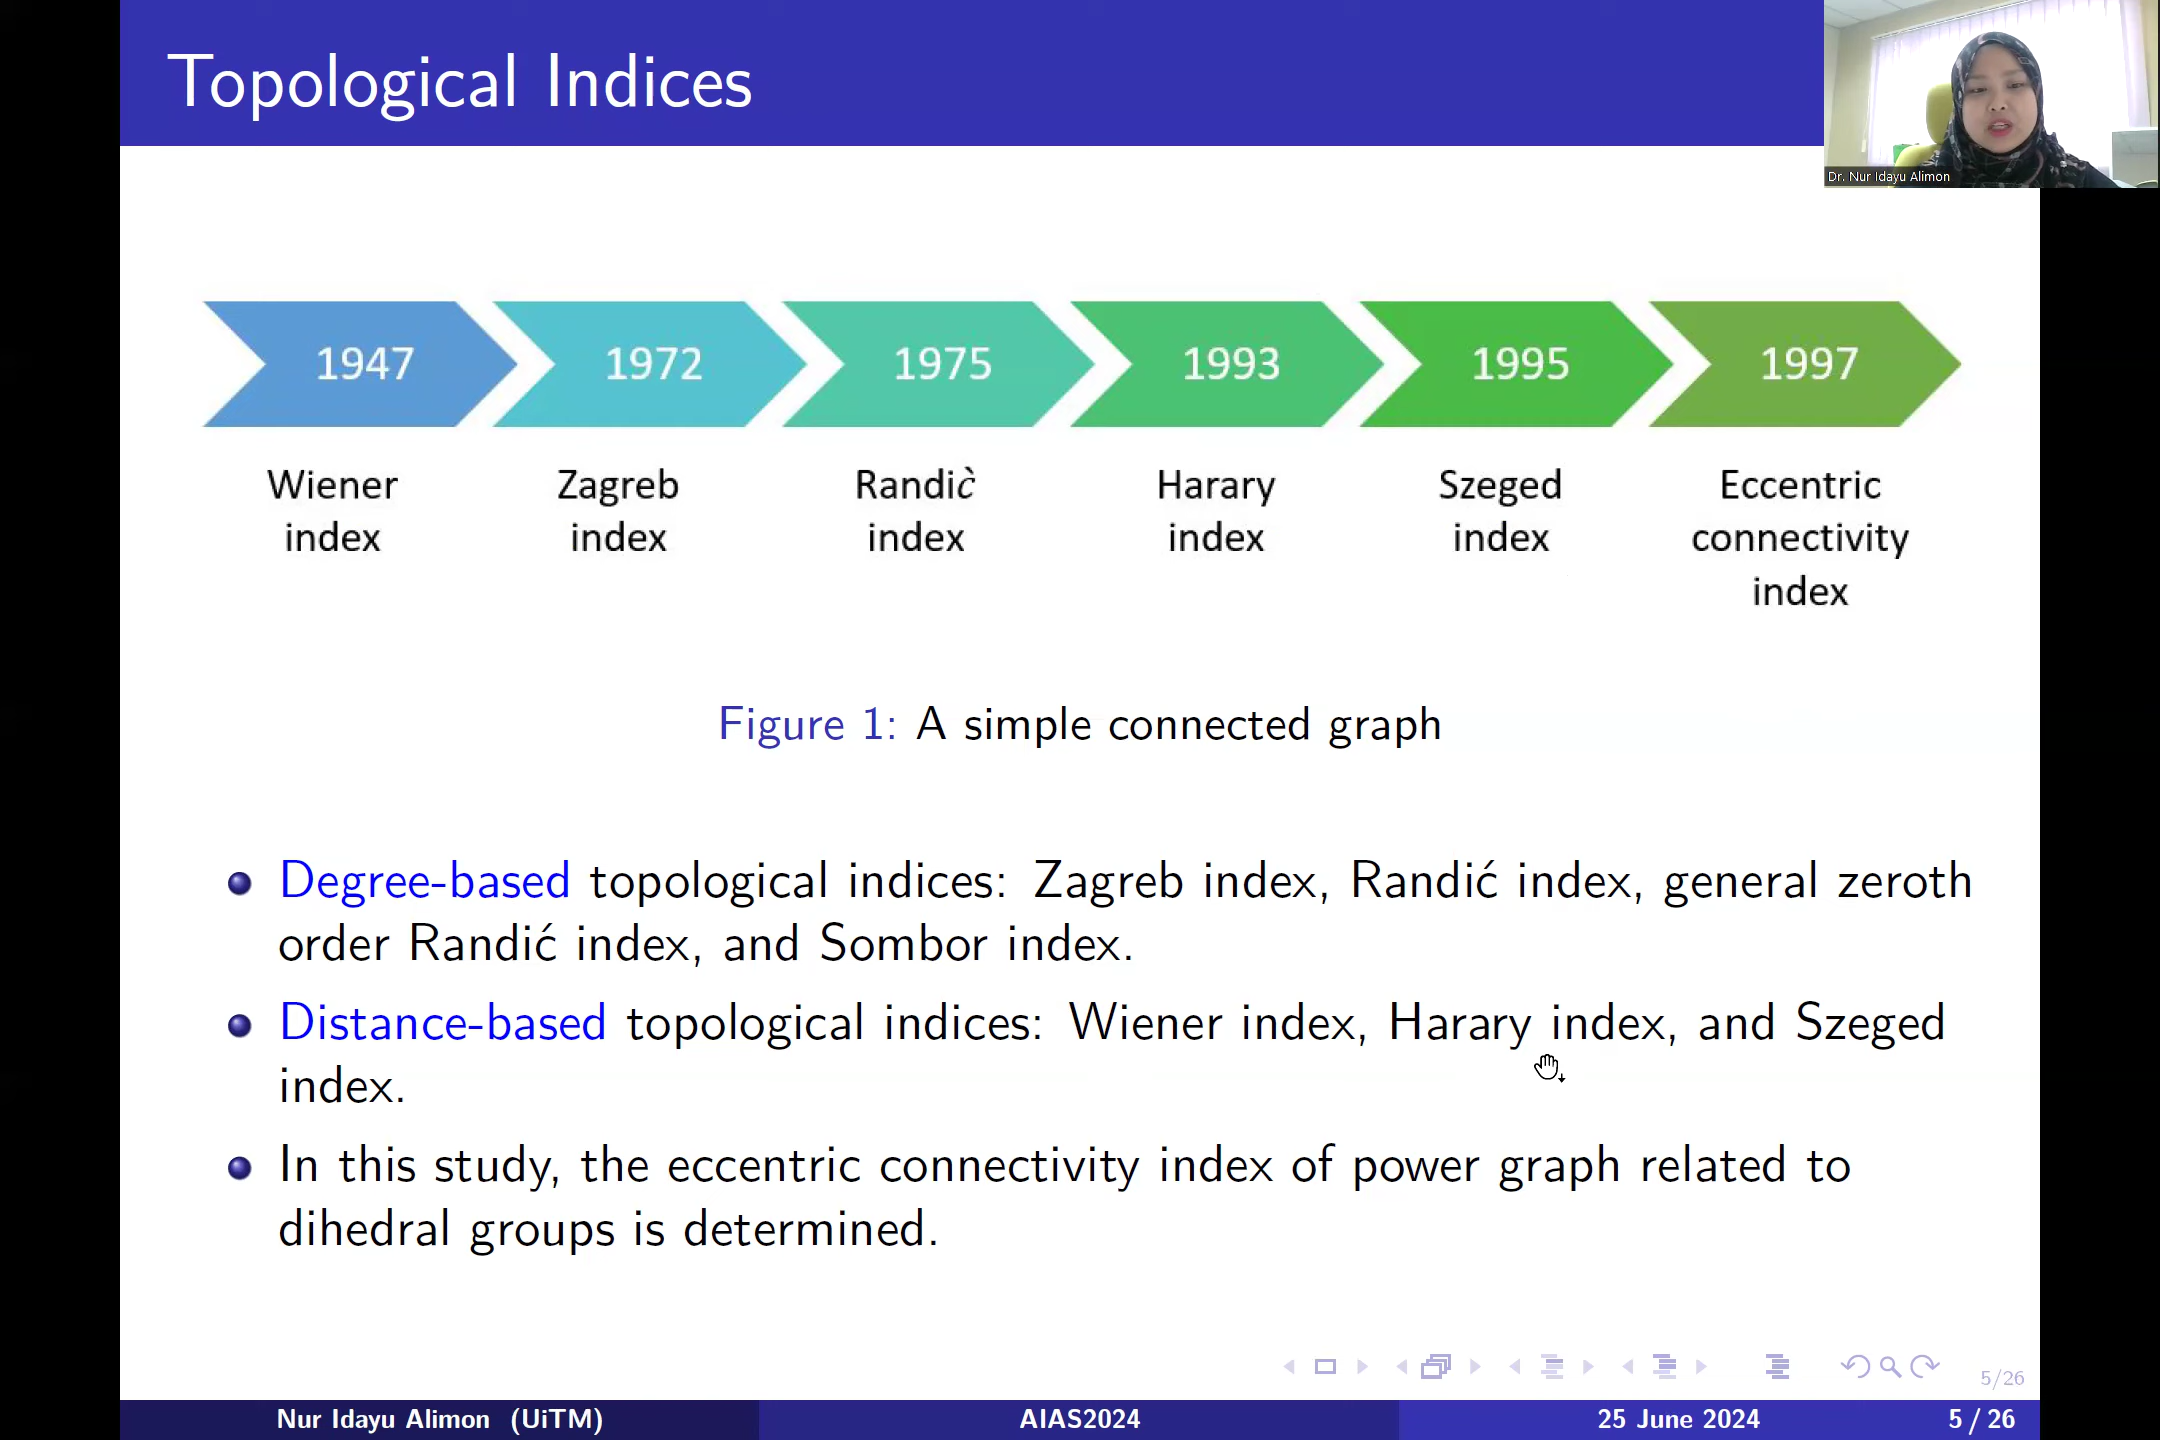 Topological Indices
Dr. Nur Idayu Alimon
1947 1972 1975 1993 1995 1997
Wiener index
Zagreb index
Randic̀ index
Harary index
Szeged index
Eccentric connectivity index
Figure 1: A simple connected graph
Degree-based topological indices: Zagreb index, Randić index, general zeroth
order Randić index, and Sombor index.
Distance-based topological indices: Wiener index, Harary index, and Szeged
index.
In this study, the eccentric connectivity index of power graph related to
dihedral groups is determined.
5/26
Nur Idayu Alimon (UiTM) AIAS2024 25 June 2024 5 / 26